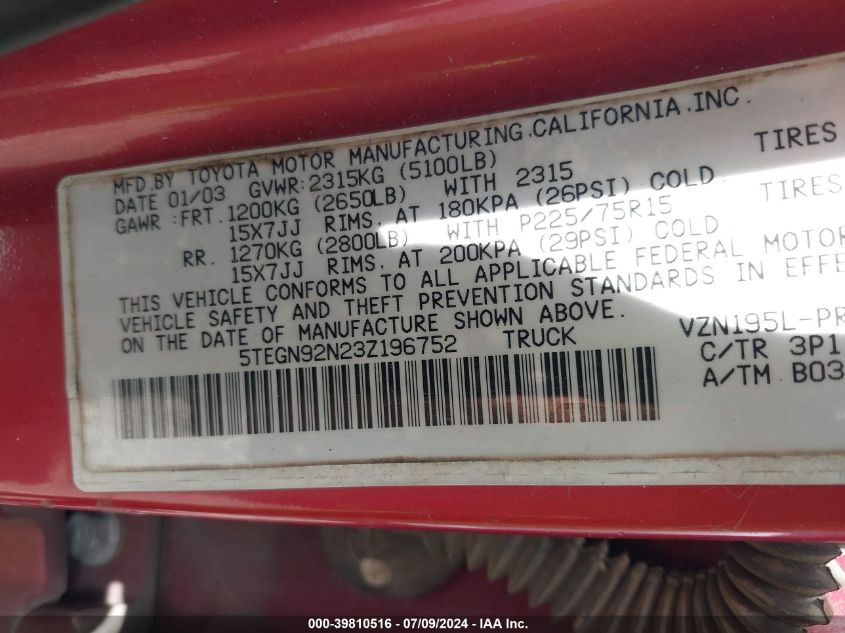 MFD.BY TOYOTA MOTOR MANUFACTURING.CALIFORNIA.INC.
DATE 01/03 GVWR:2315KG (5100LB)
GAWR:FRT.1200KG (2650LB) WITH 2315 TIRES
15X7JJ RIMS, AT 180KPA (26PSI) COLD
RR. 1270KG (2800LB) WITH P225/75R15 TIRES
15X7JJ RIMS, AT 200KPA (29PSI) COLD.
THIS VEHICLE CONFORMS TO ALL APPLICABLE FEDERAL MOTOR
VEHICLE SAFETY AND THEFT PREVENTION STANDARDS IN EFFE
ON THE DATE OF MANUFACTURE SHOWN ABOVE.
5TEGN92N23Z196752 TRUCK VZN195L-PR
C/TR 3P1
A/TM B03
000-39810516 - 07/09/2024 - IAA Inc.